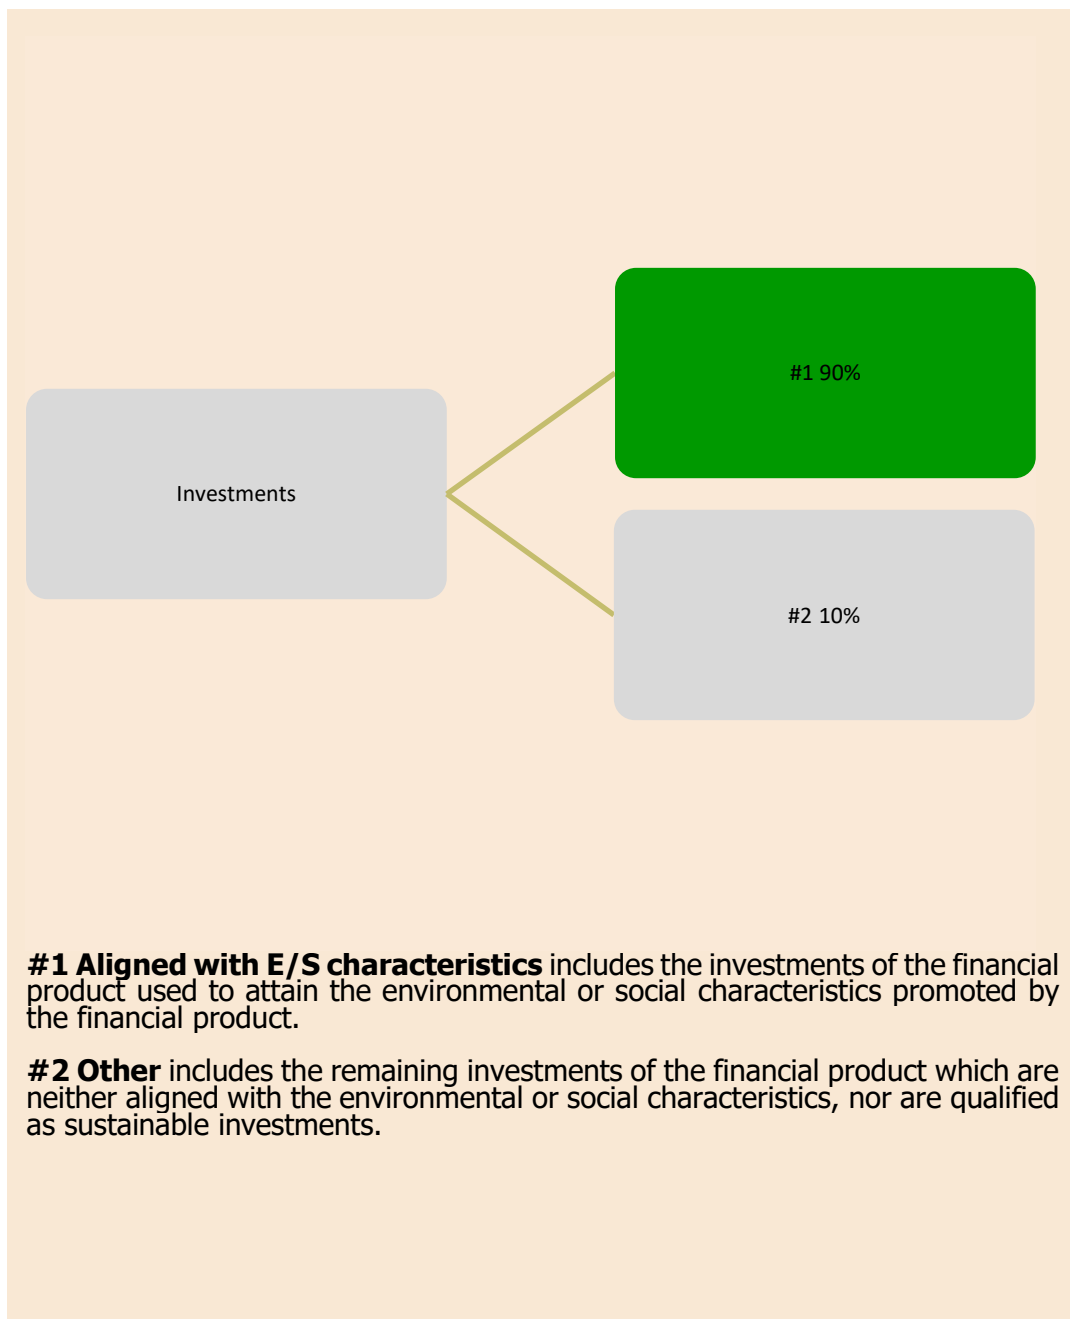 #1 90%
Investments
#2 10%
#1 Aligned with E/S characteristics includes the investments of the financial
product used to attain the environmental or social characteristics promoted by
the financial product.
#2 Other includes the remaining investments of the financial product which are
neither aligned with the environmental or social characteristics, nor are qualified
as sustainable investments.